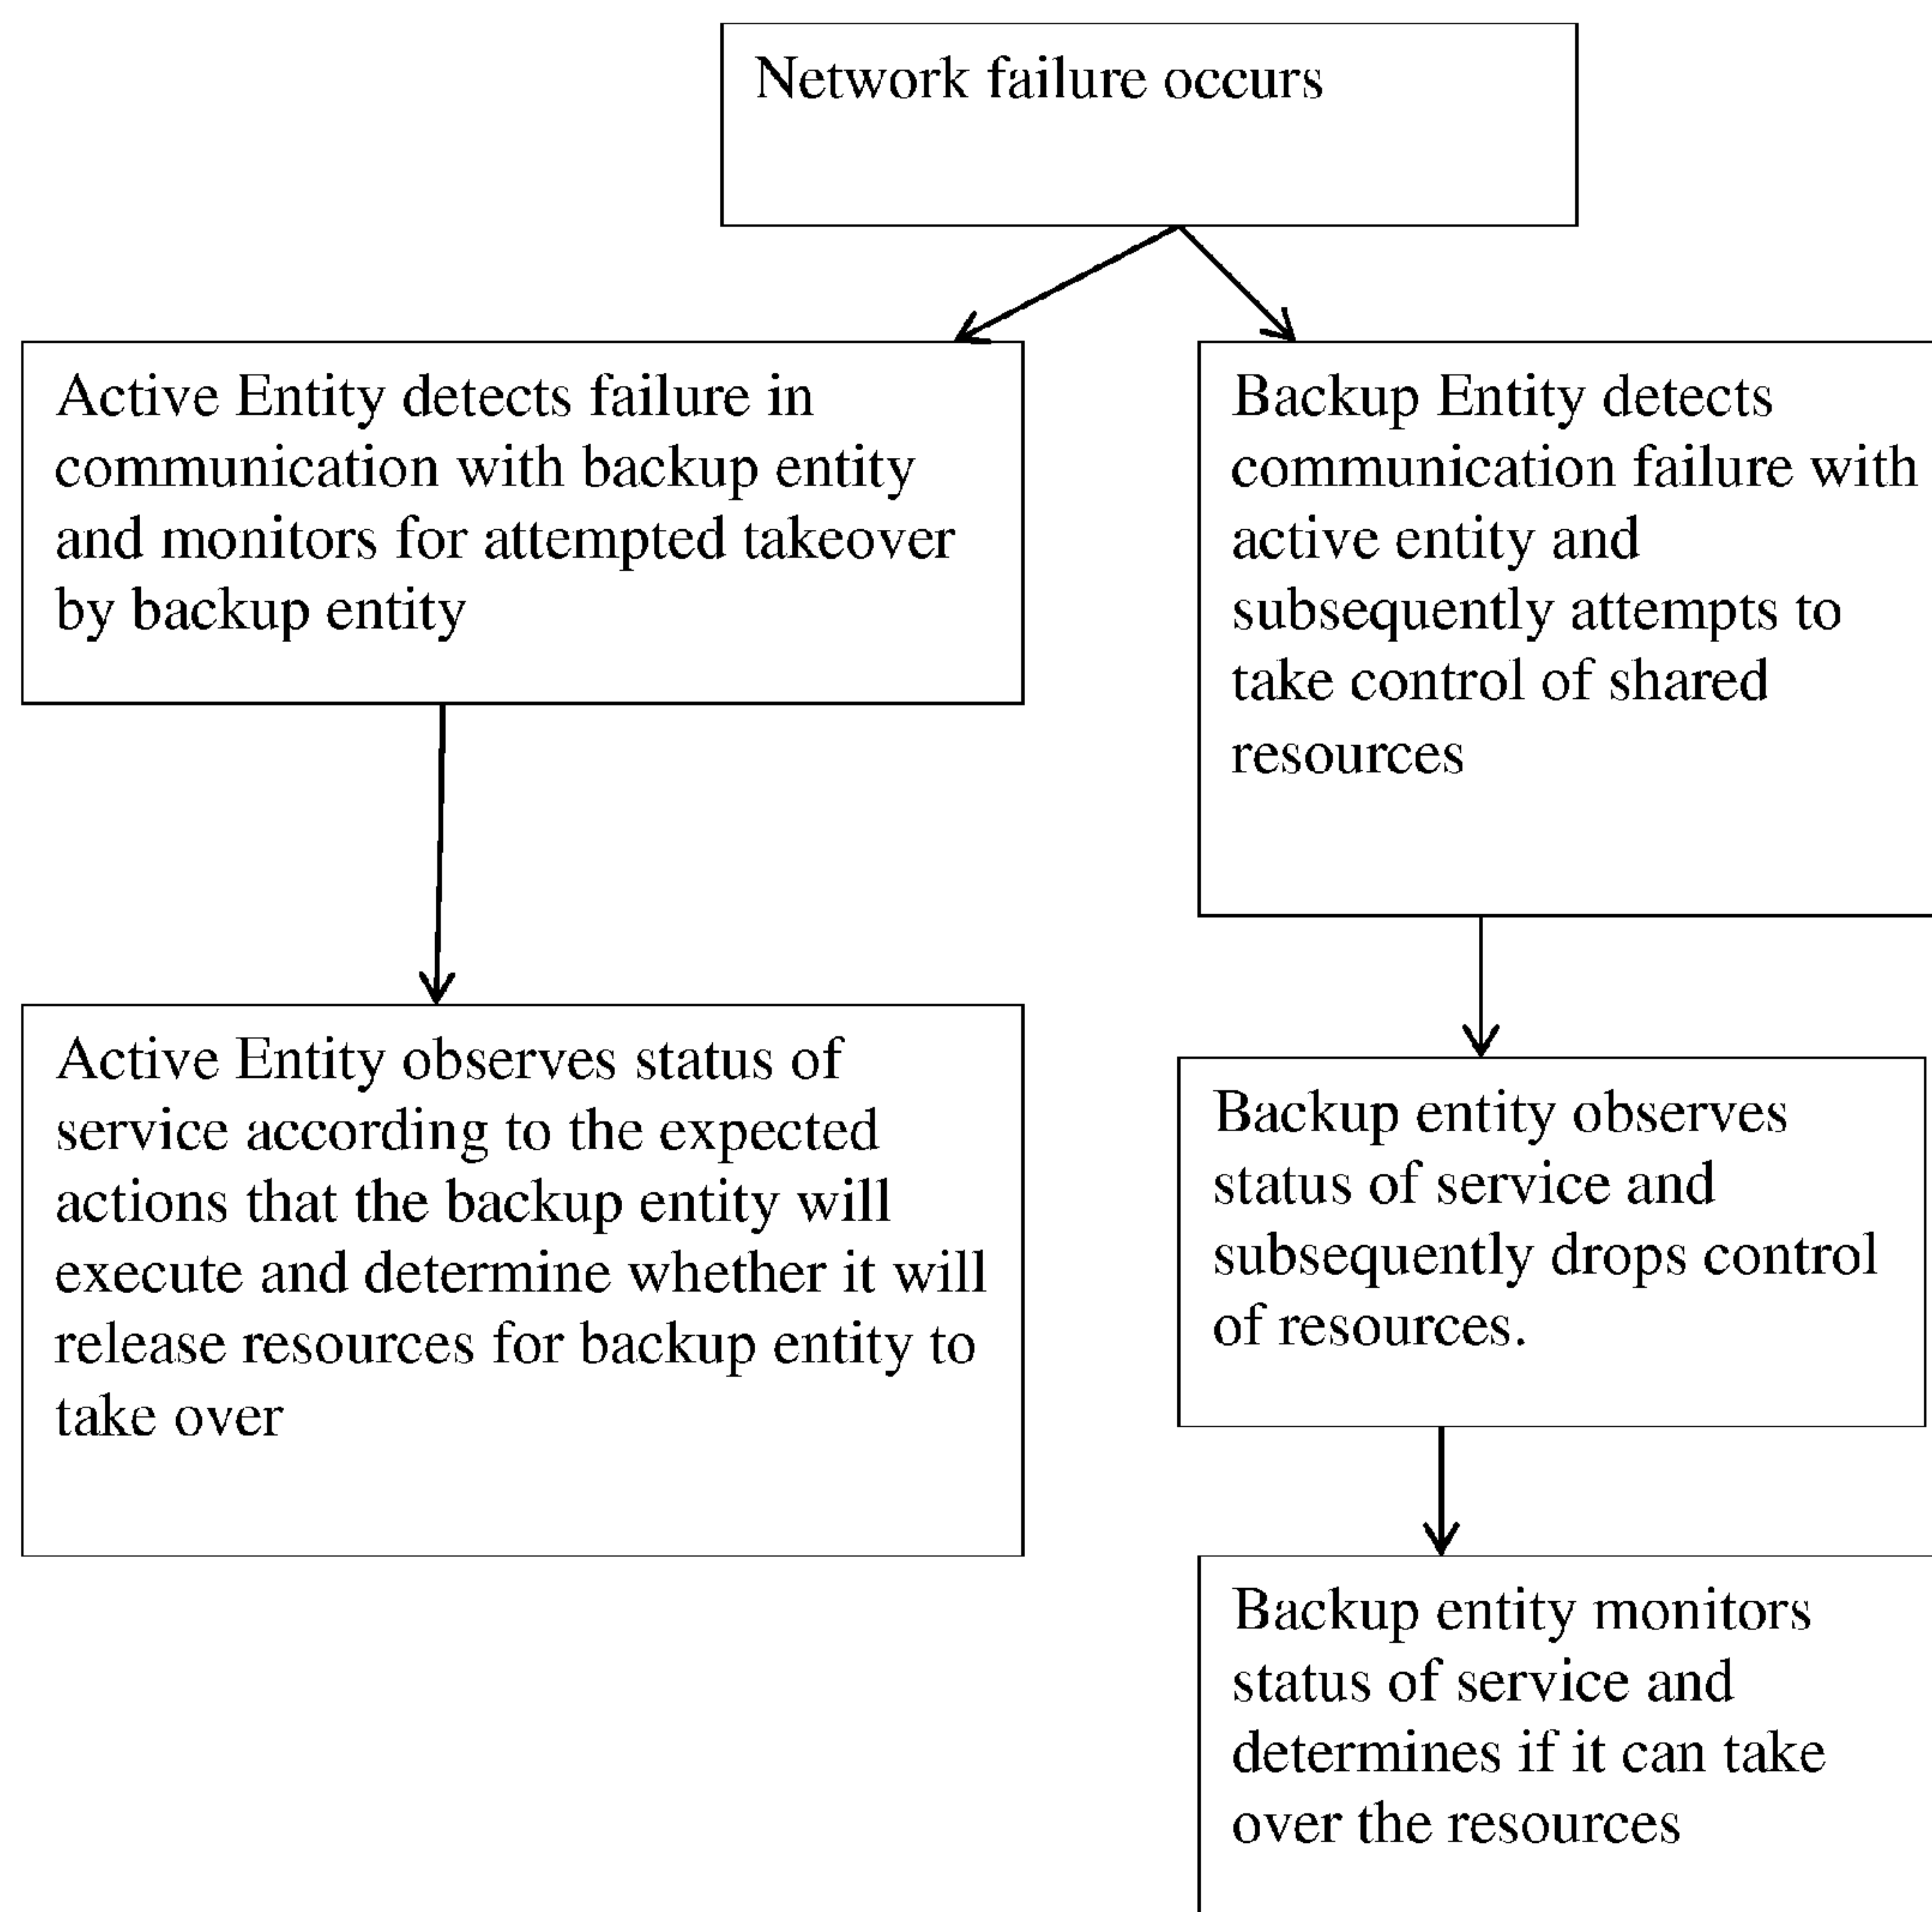 Network failure occurs
Active Entity detects failure in
communication with backup entity
and monitors for attempted takeover
by backup entity
Backup Entity detects
communication failure with
active entity and
subsequently attempts to
take control of shared
resources
Active Entity observes status of
service according to the expected
actions that the backup entity will
execute and determine whether it will
release resources for backup entity to
take over
Backup entity observes
status of service and
subsequently drops control
of resources.
Backup entity monitors
status of service and
determines if it can take
over the resources